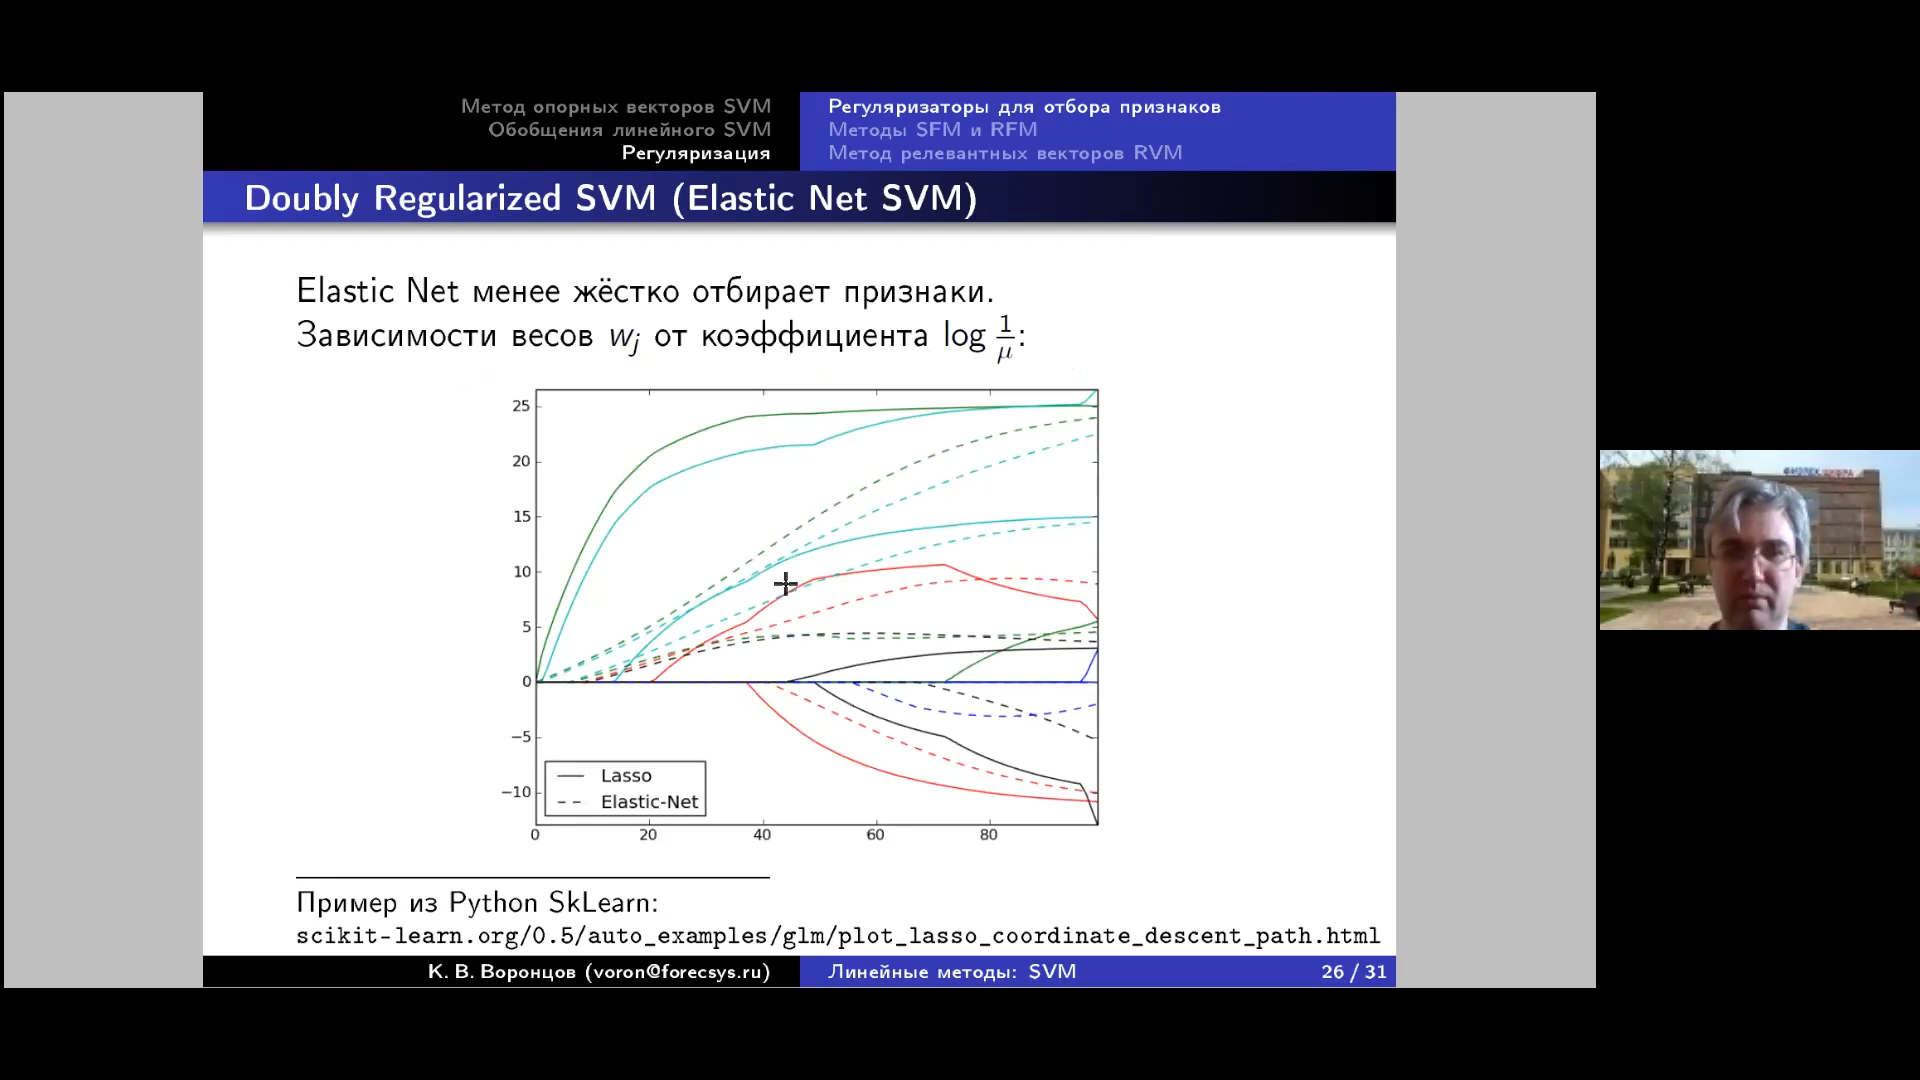 Метод опорных векторов SVM
Обобщения линейного SVM
Регуляризация
Регуляризаторы для отбора признаков
Методы SFM и RFM
Метод релевантных векторов RVM
Doubly Regularized SVM (Elastic Net SVM)
Elastic Net менее жёстко отбирает признаки.
Зависимости весов wⱼ от коэффициента log 1/μ:
25
20
15
10
5
0
−5
−10
0 20 40 60 80
Lasso
Elastic-Net
Пример из Python SkLearn:
scikit-learn.org/0.5/auto_examples/glm/plot_lasso_coordinate_descent_path.html
К. В. Воронцов (voron@forecsys.ru)
Линейные методы: SVM
26 / 31